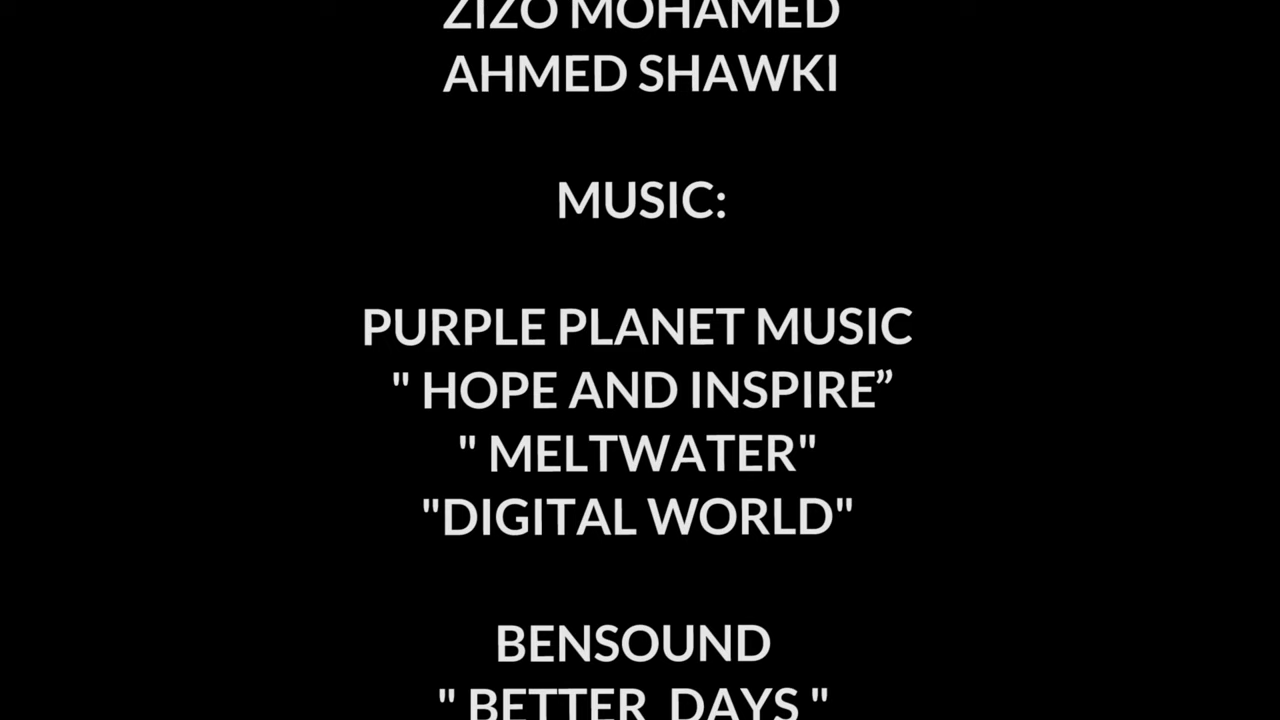 ZIZO MOHAMED
AHMED SHAWKI
MUSIC:
PURPLE PLANET MUSIC
" HOPE AND INSPIRE”
" MELTWATER"
"DIGITAL WORLD"
BENSOUND
" BETTER DAYS "